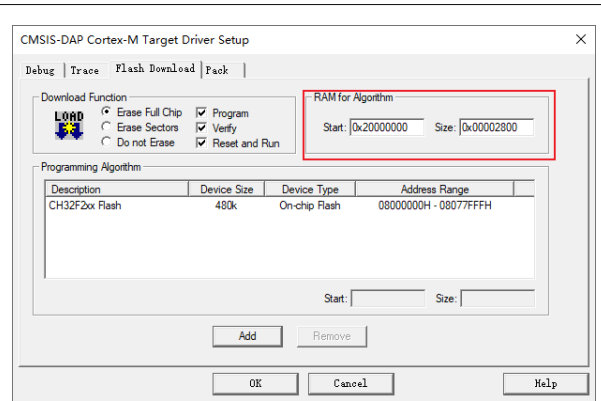 CMSIS-DAP Cortex-M Target Driver Setup
Debug | Trace Flash Download | Pack |
Download Function
LOAD
Erase Full Chip Program
Erase Sectors Verify
Do not Erase Reset and Run
RAM for Algorithm
Start: 0x20000000 Size: 0x00002800
Programming Algorithm
Description Device Size Device Type Address Range
CH32F2xx Flash 480k On-chip Flash 08000000H - 08077FFFH
Start: Size:
Add Remove
OK Cancel Help